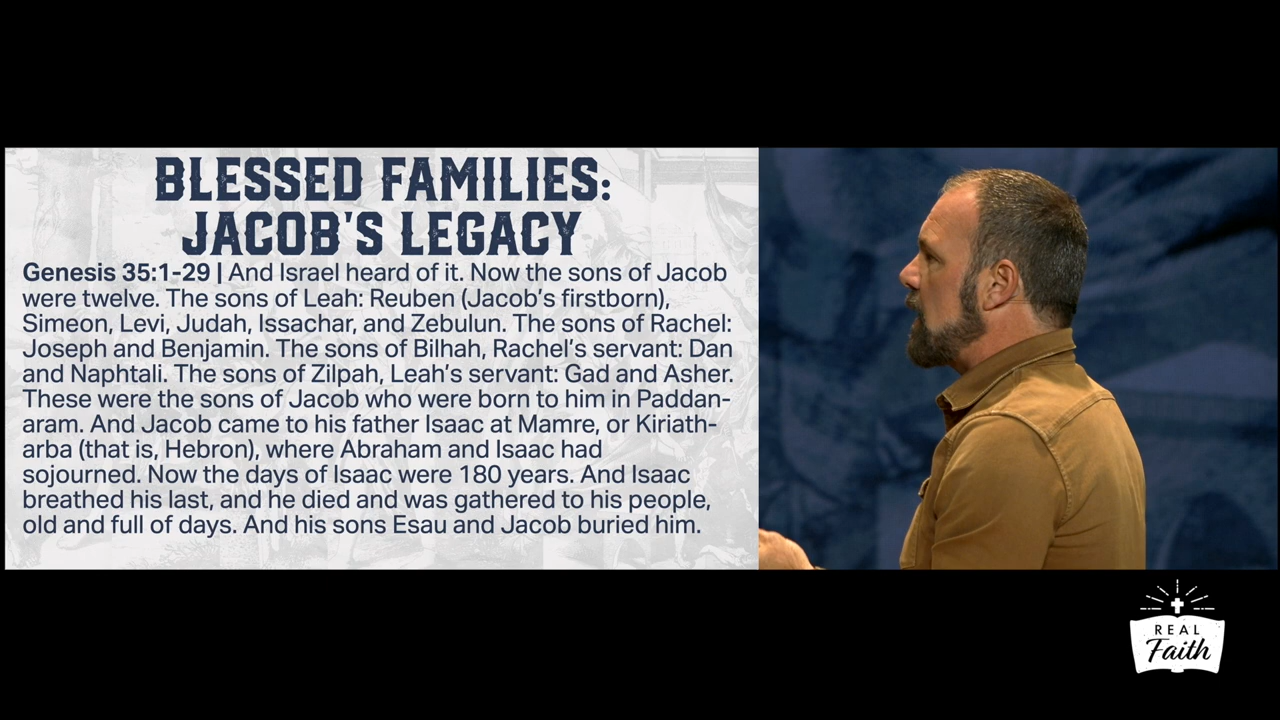 BLESSED FAMILIES:
JACOB'S LEGACY
Genesis 35:1-29 | And Israel heard of it. Now the sons of Jacob
were twelve. The sons of Leah: Reuben (Jacob’s firstborn),
Simeon, Levi, Judah, Issachar, and Zebulun. The sons of Rachel:
Joseph and Benjamin. The sons of Bilhah, Rachel’s servant: Dan
and Naphtali. The sons of Zilpah, Leah’s servant: Gad and Asher.
These were the sons of Jacob who were born to him in Paddan-
aram. And Jacob came to his father Isaac at Mamre, or Kiriath-
arba (that is, Hebron), where Abraham and Isaac had
sojourned. Now the days of Isaac were 180 years. And Isaac
breathed his last, and he died and was gathered to his people,
old and full of days. And his sons Esau and Jacob buried him.
REAL
Faith